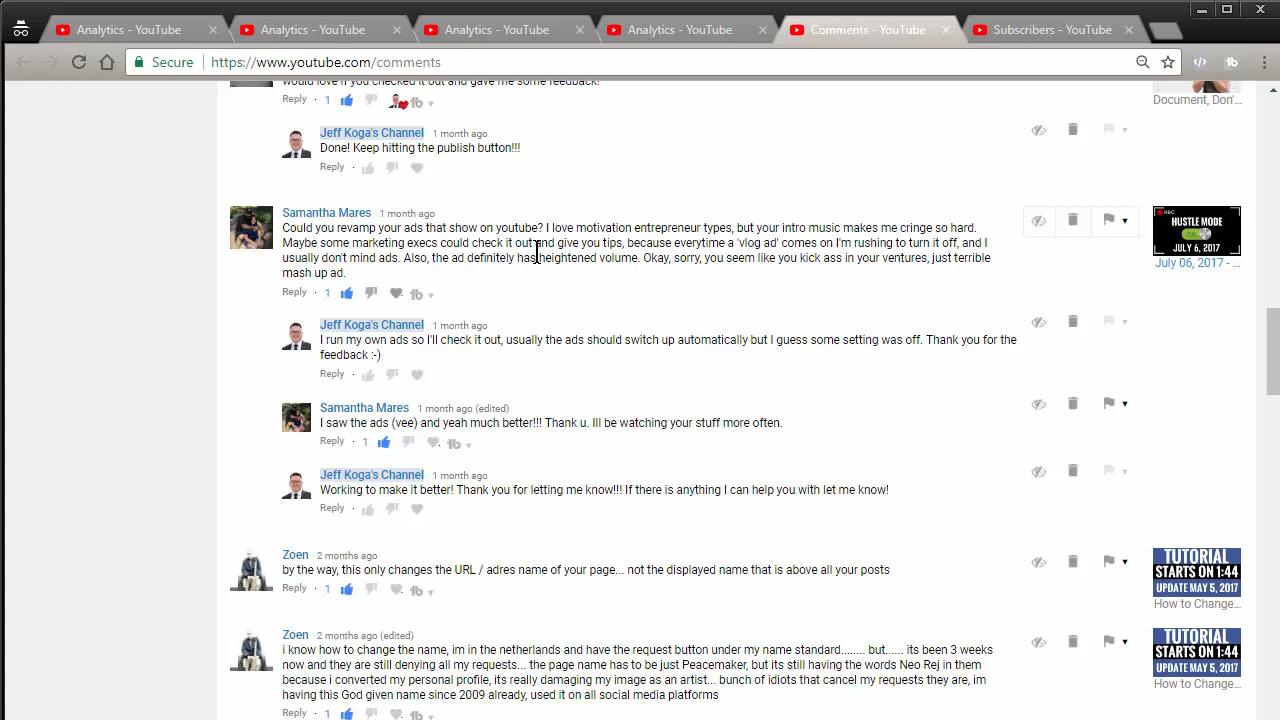 Analytics - YouTube
Analytics - YouTube
Analytics - YouTube
Analytics - YouTube
Comments - YouTube
Subscribers - YouTube
Secure https://www.youtube.com/comments
would love if you checked it out and gave me some feedback!
Reply · 1
Document, Don'...
Jeff Koga's Channel 1 month ago
Done! Keep hitting the publish button!!!
Reply ·
Samantha Mares 1 month ago
Could you revamp your ads that are on youtube? I love motivation entrepreneur types, but your intro music makes me cringe so hard.
Maybe some marketing execs could check it out and give you tips, because everytime a 'vlog ad' comes on I'm rushing to turn it off, and I
usually don't mind ads. Also, the ad definitely has heightened volume. Okay, sorry, you seem like you kick ass in your ventures, just terrible
mash up ad.
Reply · 1
REC
HUSTLE MODE
ON
JULY 6, 2017
July 06, 2017 - ...
Jeff Koga's Channel 1 month ago
I run my own ads so I'll check it out, usually the ads should switch up automatically but I guess some setting was off. Thank you for the
feedback :-)
Reply ·
Samantha Mares 1 month ago (edited)
I saw the ads (vee) and yeah much better!!! Thank u. Ill be watching your stuff more often.
Reply · 1
Jeff Koga's Channel 1 month ago
Working to make it better! Thank you for letting me know!!! If there is anything I can help you with let me know!
Reply ·
Zoen 2 months ago
by the way, this only changes the URL / adres name of your page... not the displayed name that is above all your posts
Reply · 1
TUTORIAL
STARTS ON 1:44
UPDATE MAY 5, 2017
How to Change...
Zoen 2 months ago (edited)
i know how to change the name, im in the netherlands and have the request button under my name standard........ but..... its been 3 weeks
now and they are still denying all my requests... the page name has to be just Peacemaker, but its still having the words Neo Rej in them
because i converted my personal profile, its really damaging my image as an artist... bunch of idiots that cancel my requests they are, im
having this God given name since 2009 already, used it on all social media platforms
Reply · 1
TUTORIAL
STARTS ON 1:44
UPDATE MAY 5, 2017
How to Change...